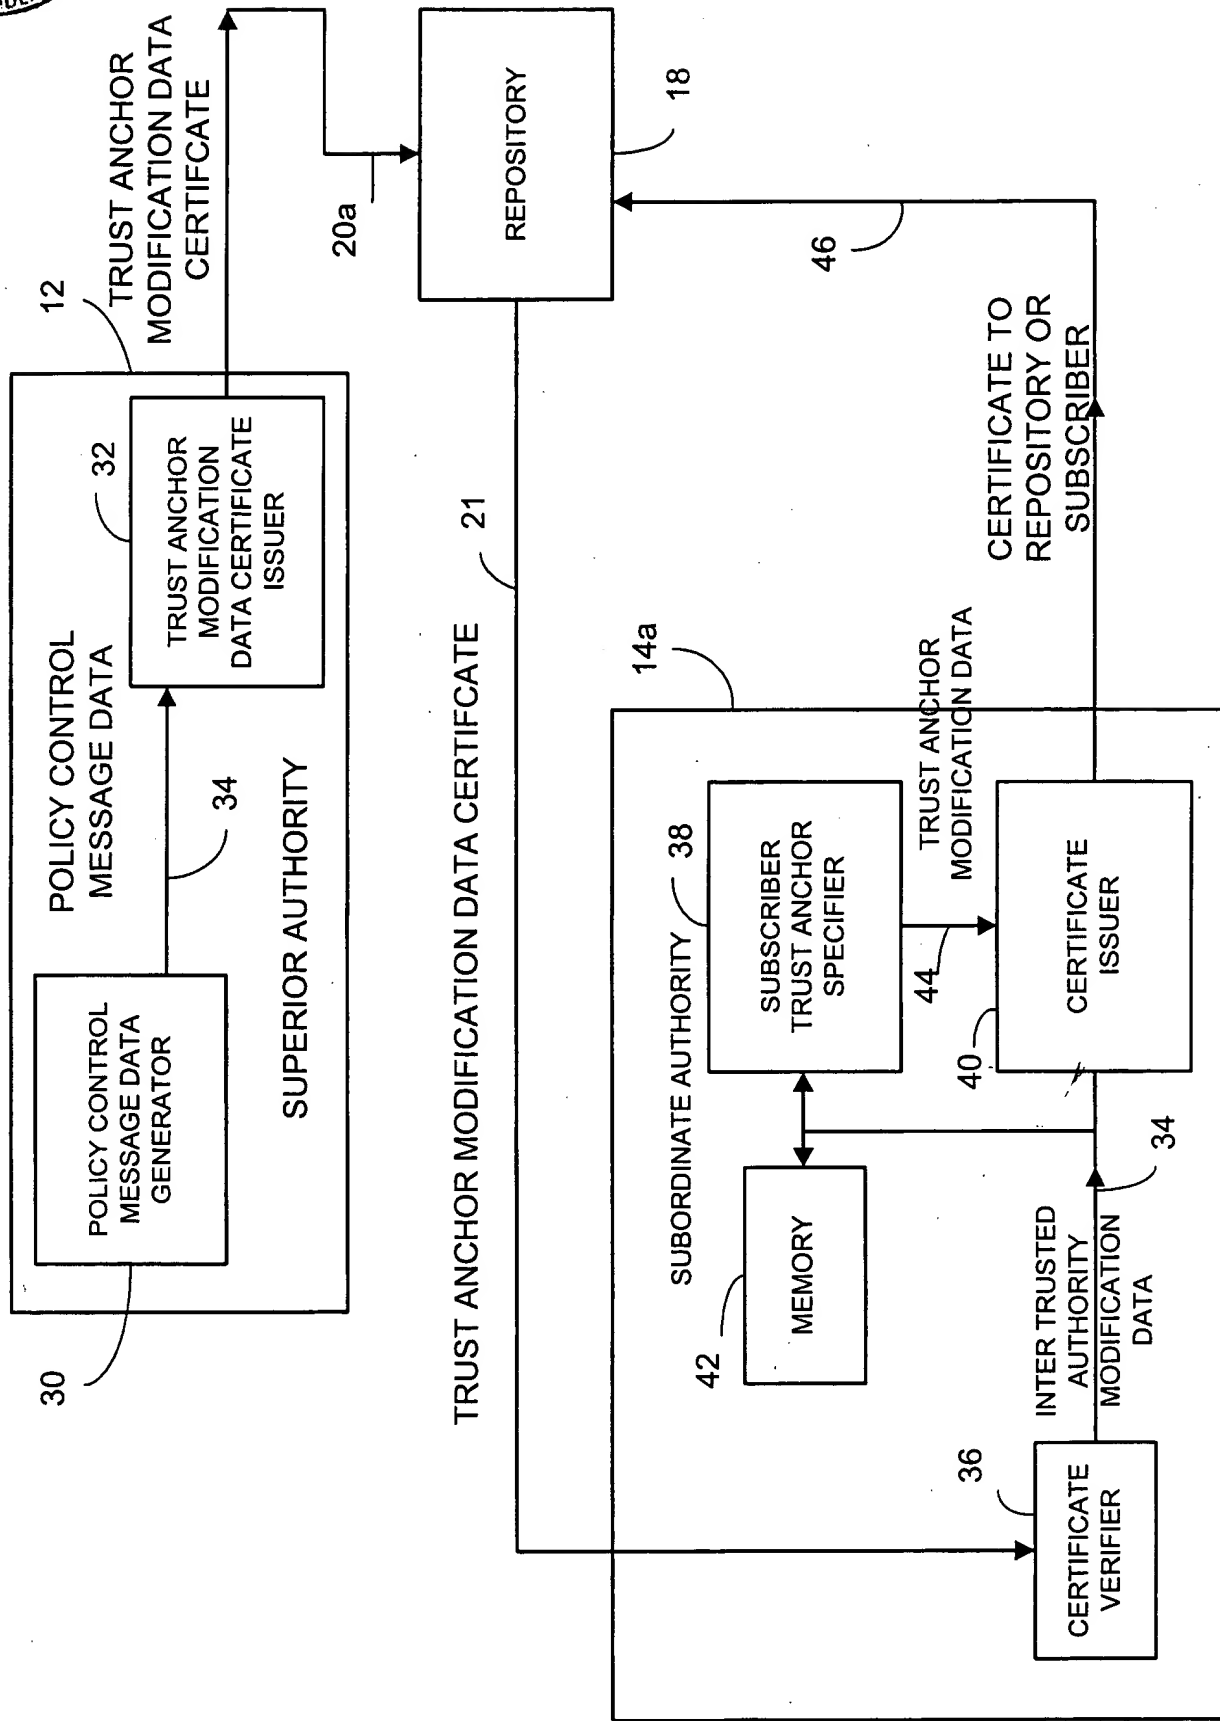 12
TRUST ANCHOR
MODIFICATION DATA
CERTIFCATE
POLICY CONTROL
MESSAGE DATA
32
TRUST ANCHOR
MODIFICATION
DATA CERTIFICATE
ISSUER
34
POLICY CONTROL
MESSAGE DATA
GENERATOR
30
SUPERIOR AUTHORITY
20a
REPOSITORY
18
TRUST ANCHOR MODIFICATION DATA CERTIFCATE
21
46
CERTIFICATE TO
REPOSITORY OR
SUBSCRIBER
14a
SUBORDINATE AUTHORITY
38
SUBSCRIBER
TRUST ANCHOR
SPECIFIER
TRUST ANCHOR
MODIFICATION DATA
42
MEMORY
44
40
CERTIFICATE
ISSUER
36
CERTIFICATE
VERIFIER
INTER TRUSTED
AUTHORITY
MODIFICATION
DATA
34